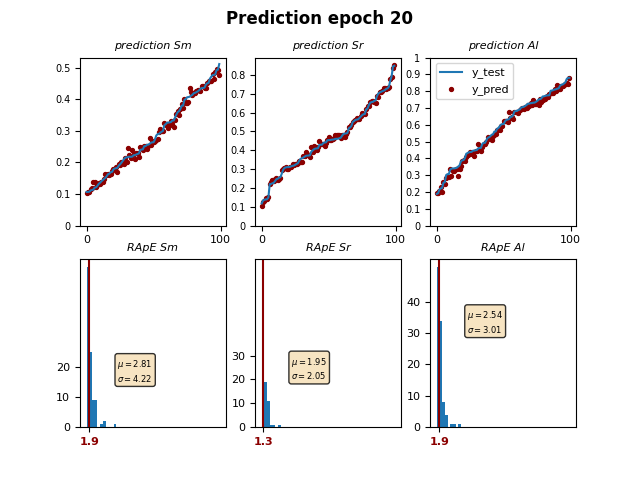 Prediction epoch 20
prediction Sm
prediction Sr
prediction Al
0.5
0.4
0.3
0.2
0.1
0
0 100
0.8
0.7
0.6
0.5
0.4
0.3
0.2
0.1
0
0 100
1
0.9
0.8
0.7
0.6
0.5
0.4
0.3
0.2
0.1
0
0 100
y_test
y_pred
RApE Sm
RApE Sr
RApE Al
20
10
0
μ = 2.81
σ = 4.22
1.9
30
20
10
0
μ = 1.95
σ = 2.05
1.3
40
30
20
10
0
μ = 2.54
σ = 3.01
1.9